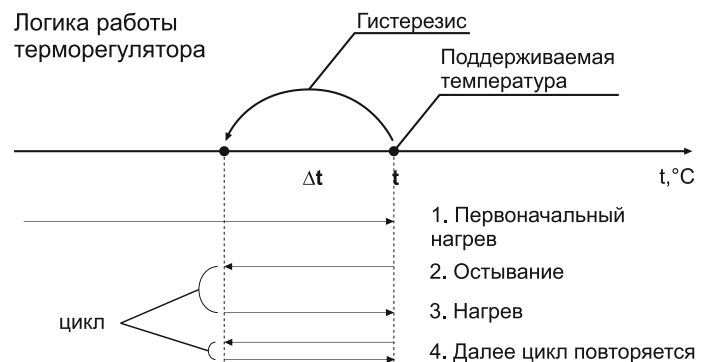 Логика работы
терморегулятора
Гистерезис
Поддерживаемая
температура
Δt
t
t,°C
1. Первоначальный
нагрев
2. Остывание
3. Нагрев
цикл
4. Далее цикл повторяется